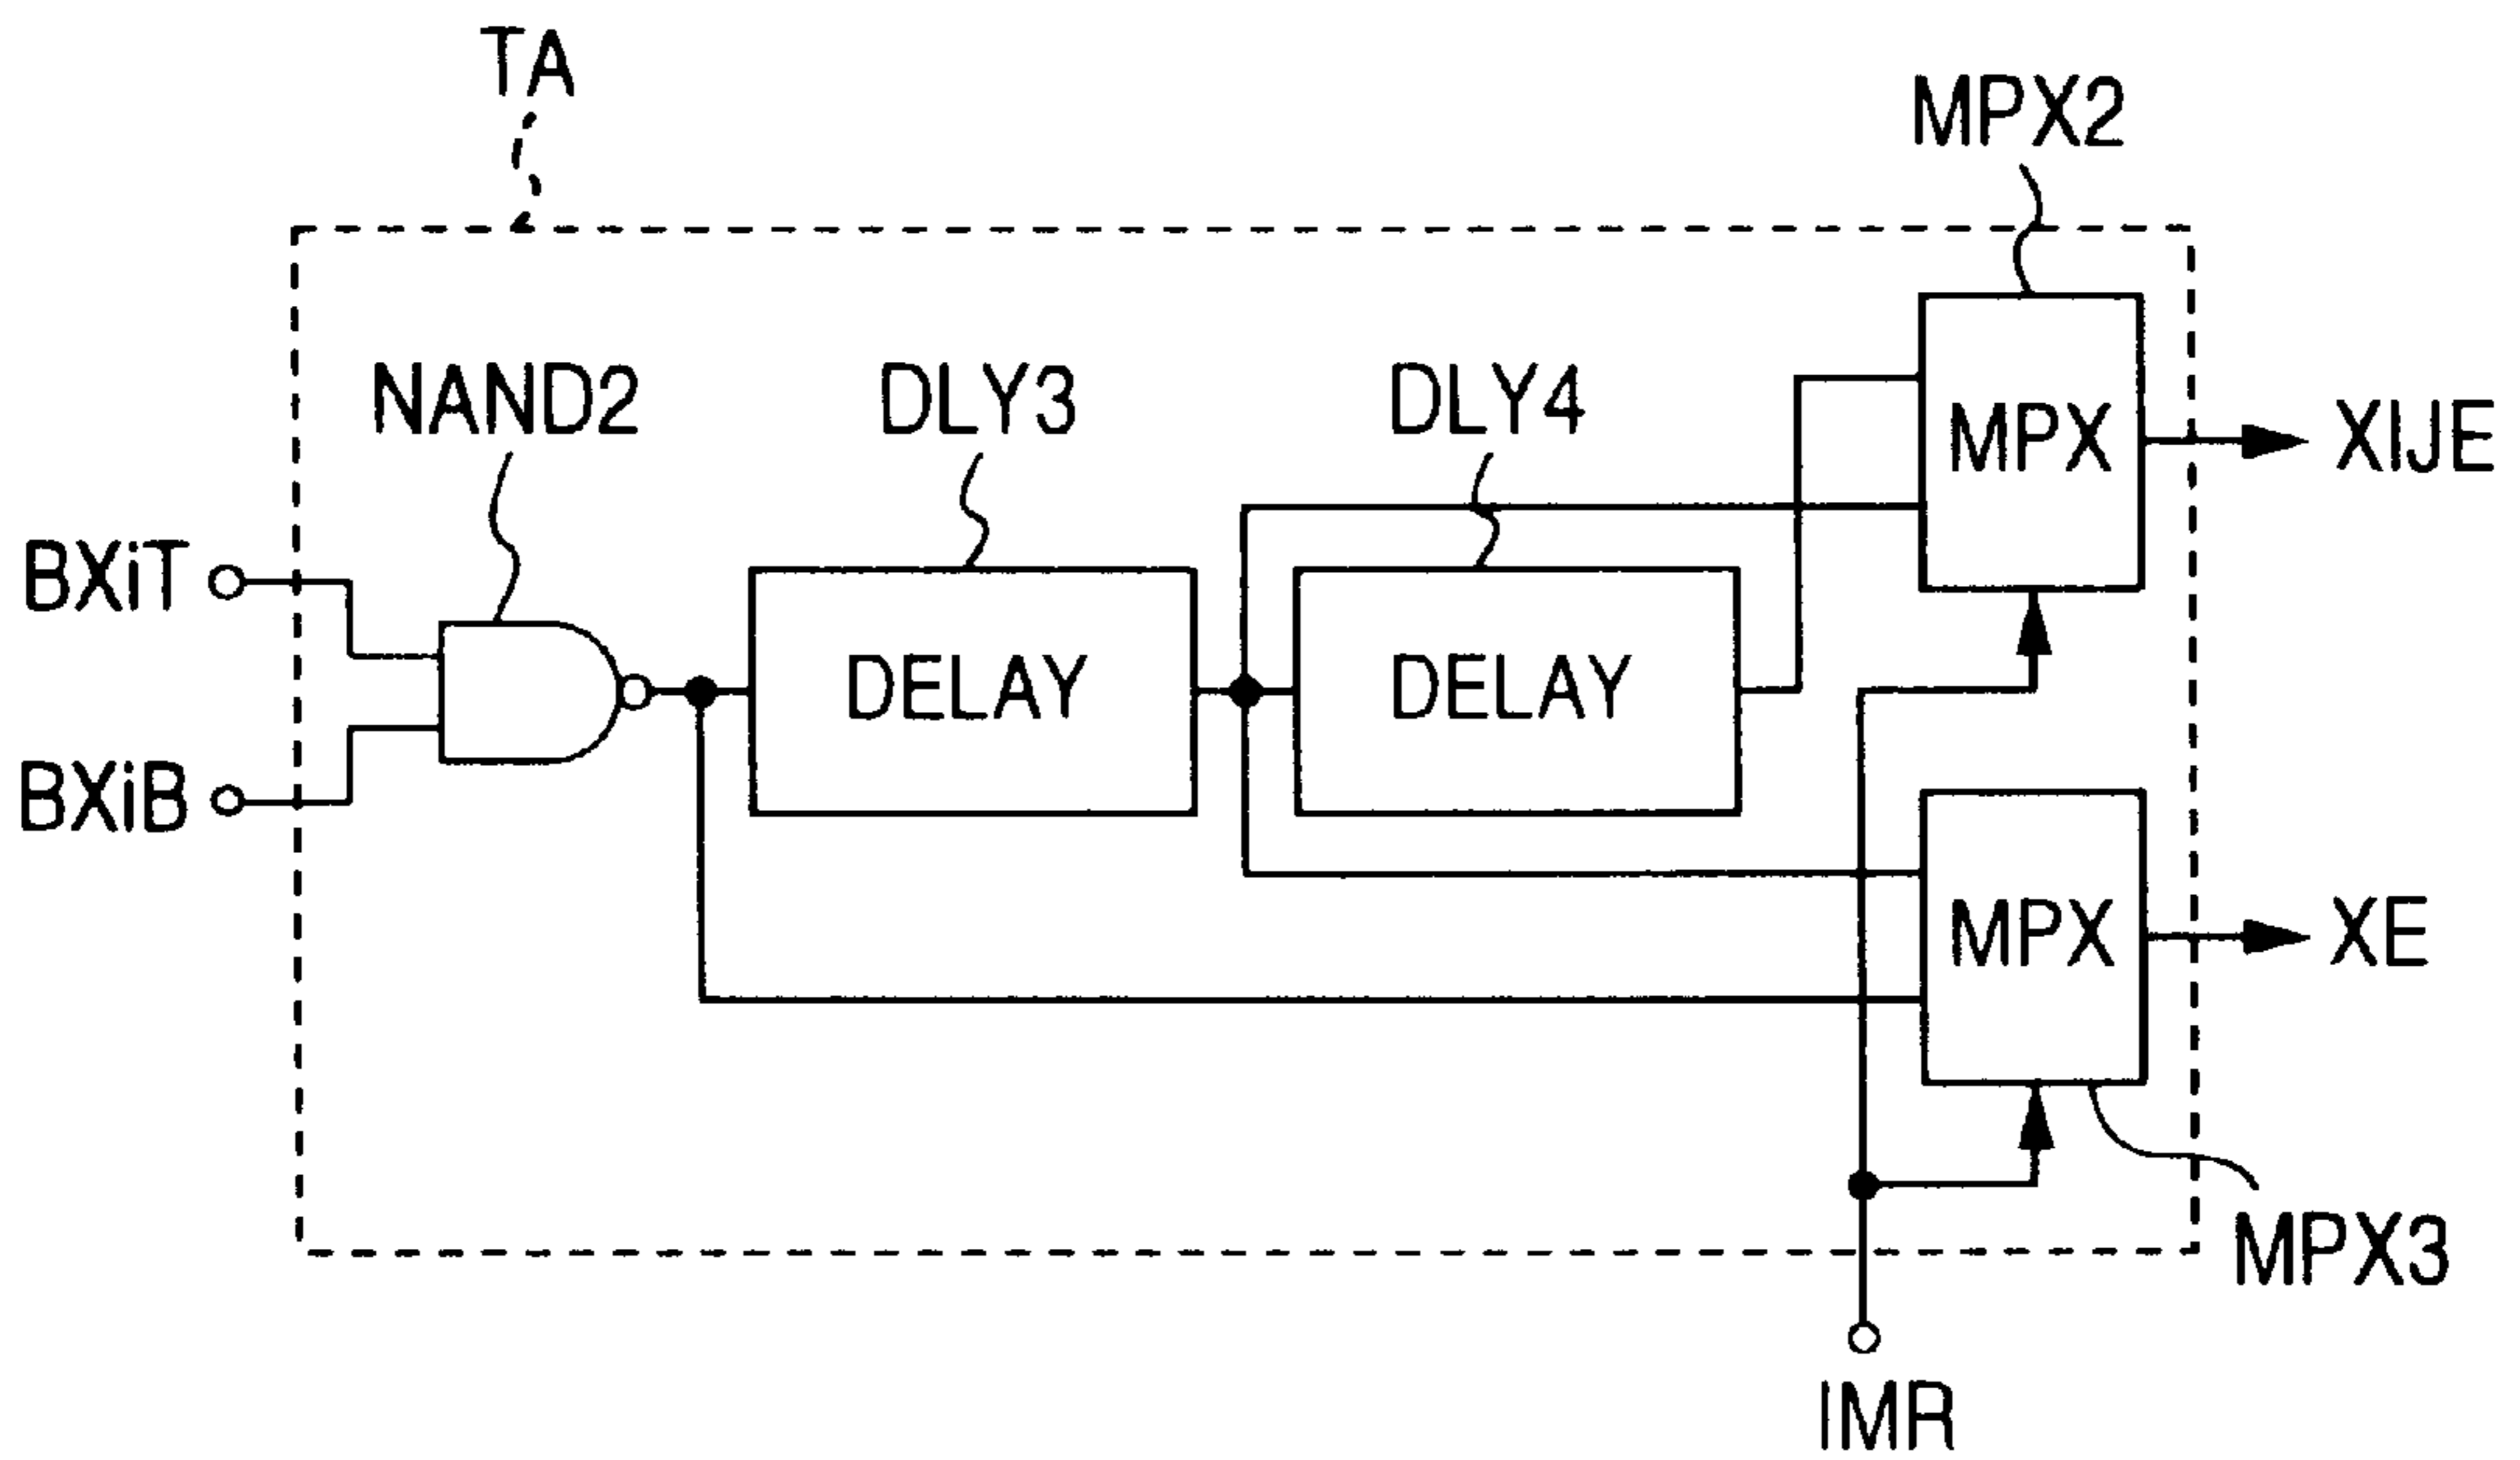 TA
MPX2
NAND2
DLY3
DLY4
MPX
XIJE
BXiT
DELAY
DELAY
BXiB
MPX
XE
MPX3
IMR